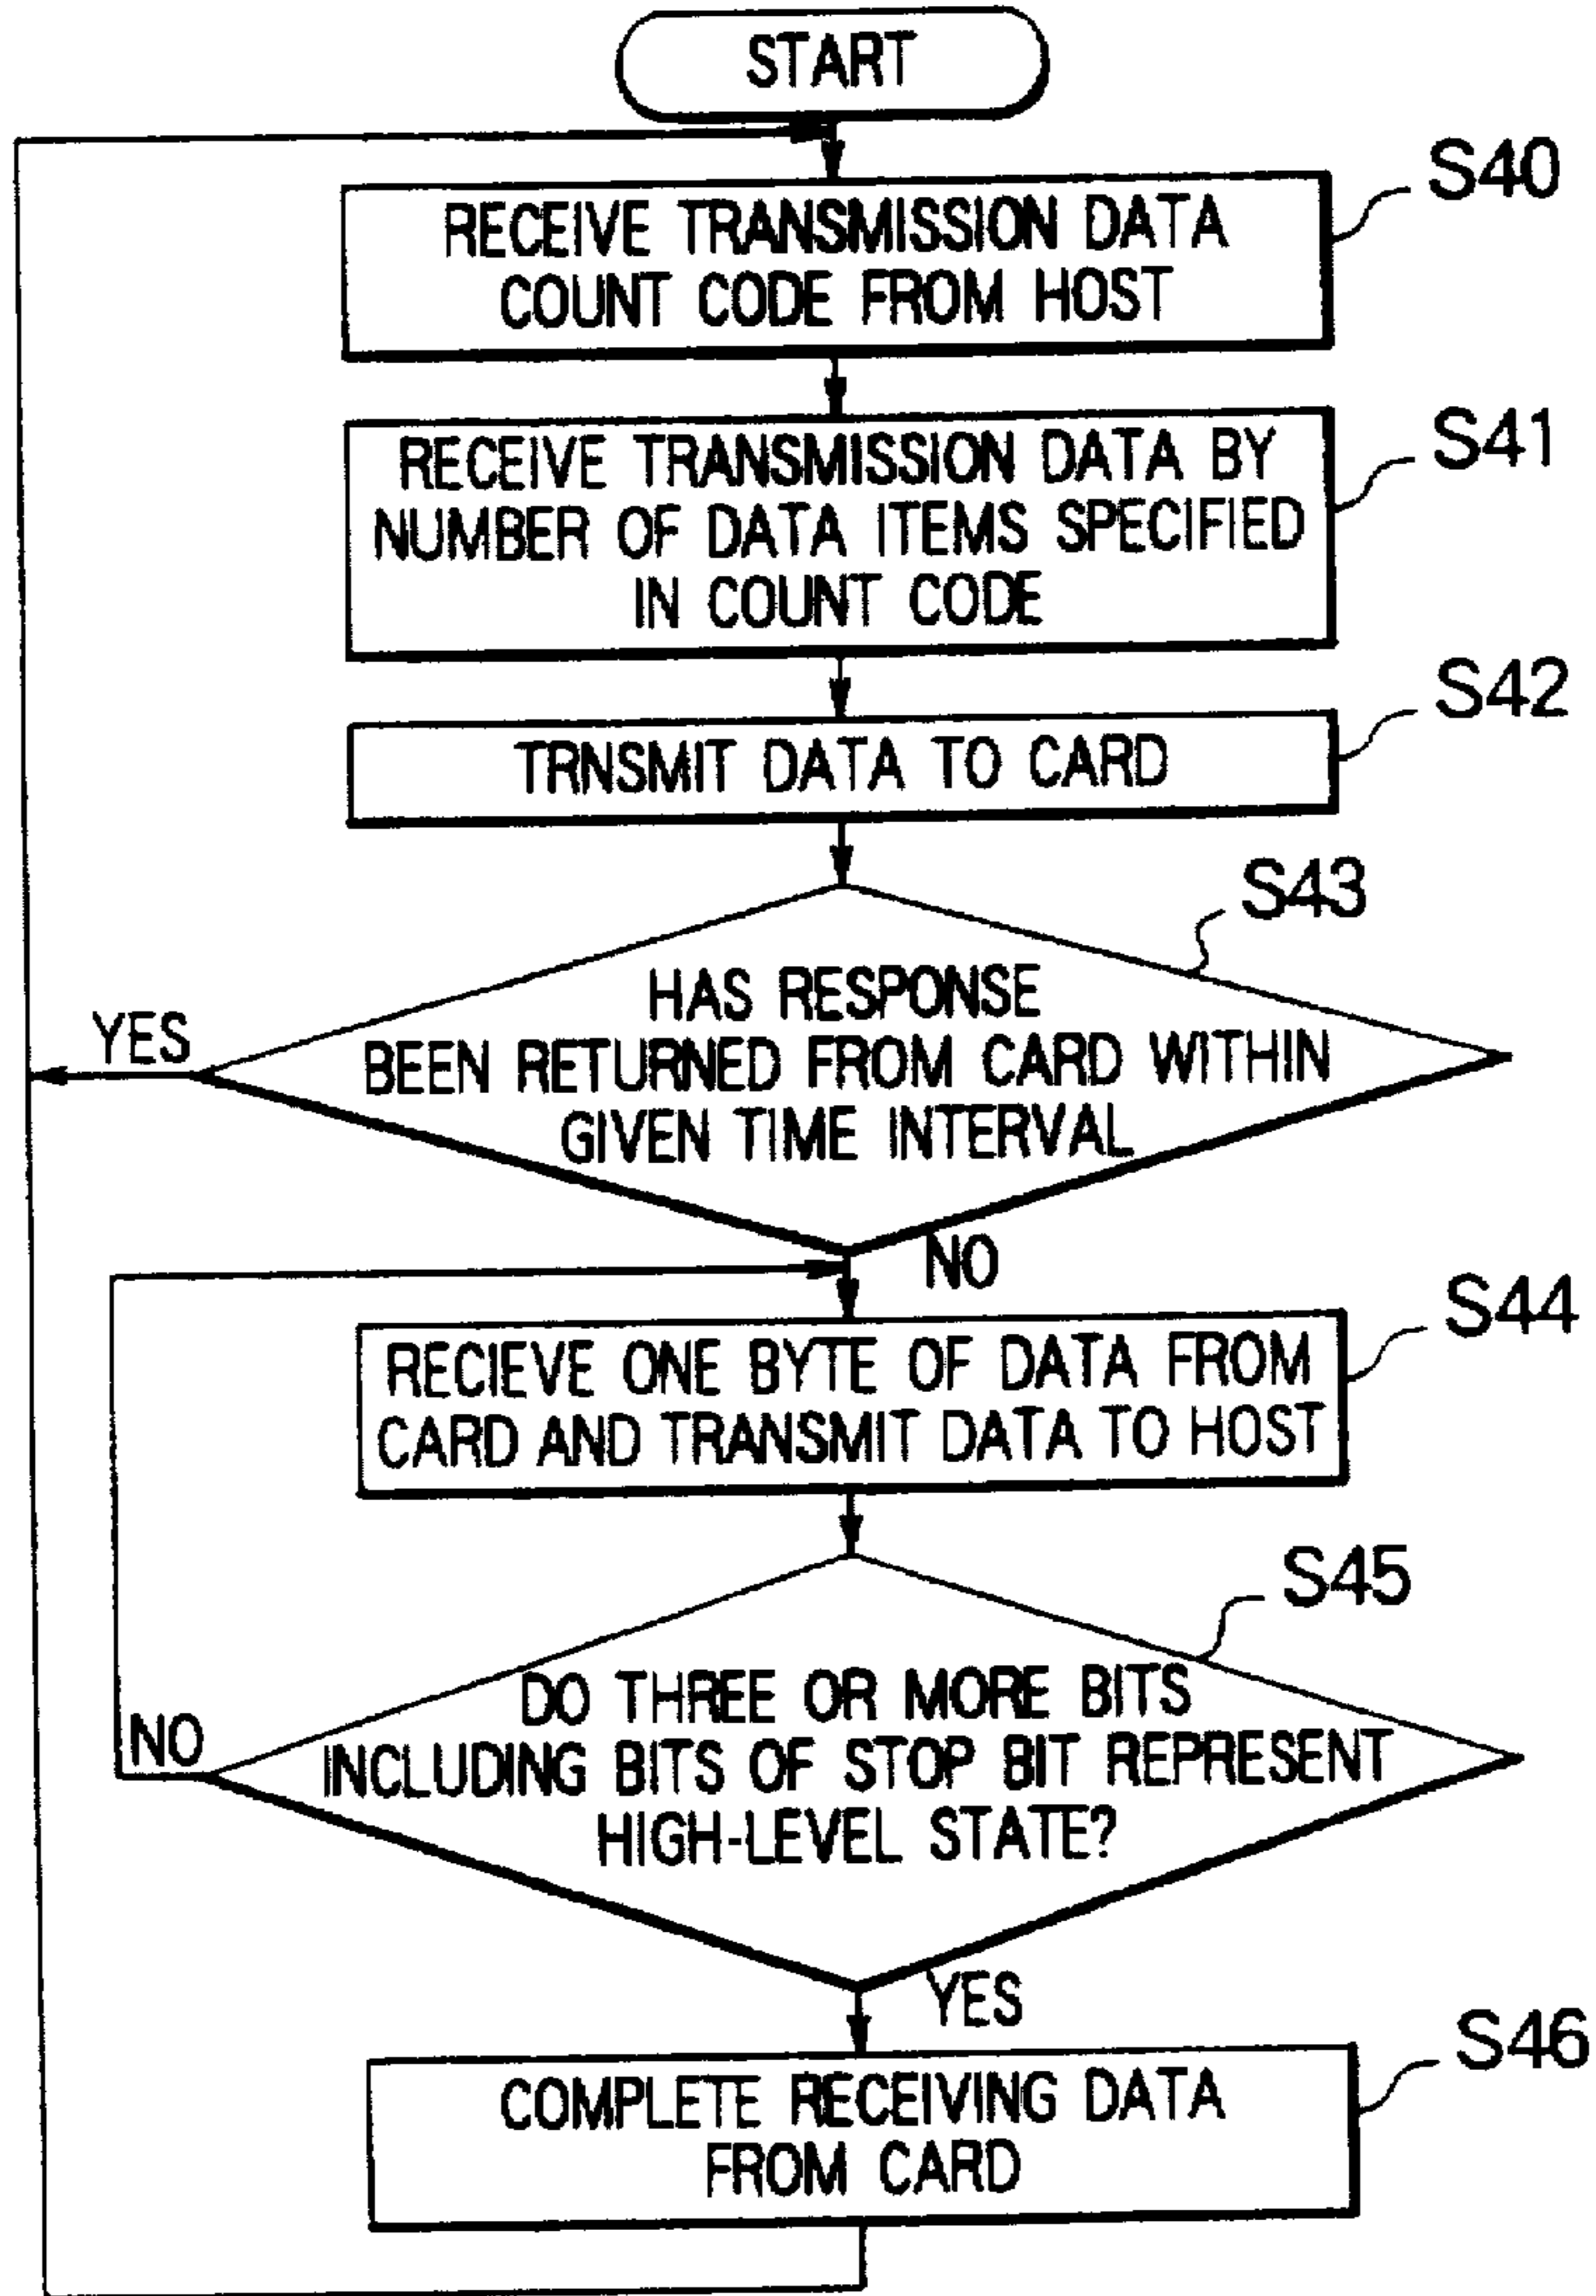 START
S40
RECEIVE TRANSMISSION DATA
COUNT CODE FROM HOST
S41
RECEIVE TRANSMISSION DATA BY
NUMBER OF DATA ITEMS SPECIFIED
IN COUNT CODE
S42
TRNSMIT DATA TO CARD
S43
HAS RESPONSE
BEEN RETURNED FROM CARD WITHIN
GIVEN TIME INTERVAL
YES
NO
S44
RECIEVE ONE BYTE OF DATA FROM
CARD AND TRANSMIT DATA TO HOST
S45
DO THREE OR MORE BITS
INCLUDING BITS OF STOP BIT REPRESENT
HIGH-LEVEL STATE?
NO
YES
S46
COMPLETE RECEIVING DATA
FROM CARD